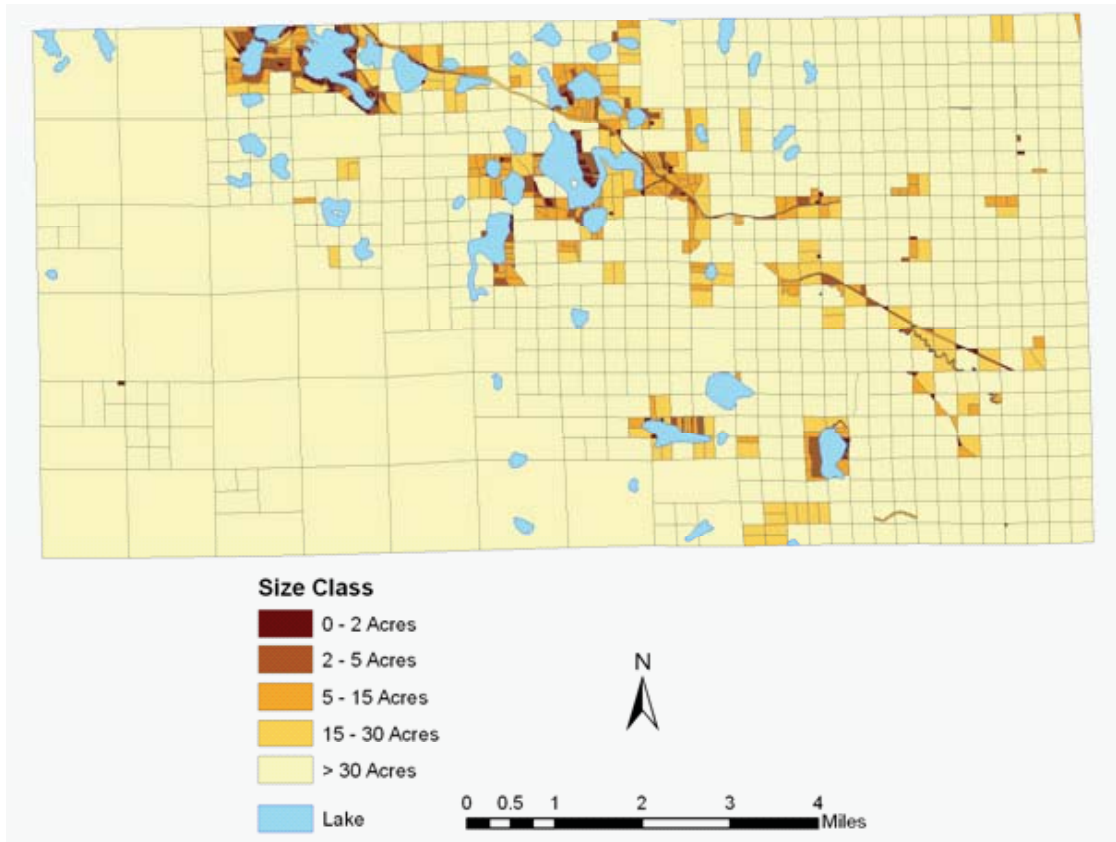 Size Class
0 - 2 Acres
2 - 5 Acres
5 - 15 Acres
15 - 30 Acres
> 30 Acres
Lake
N
0 0.5 1 2 3 4
Miles